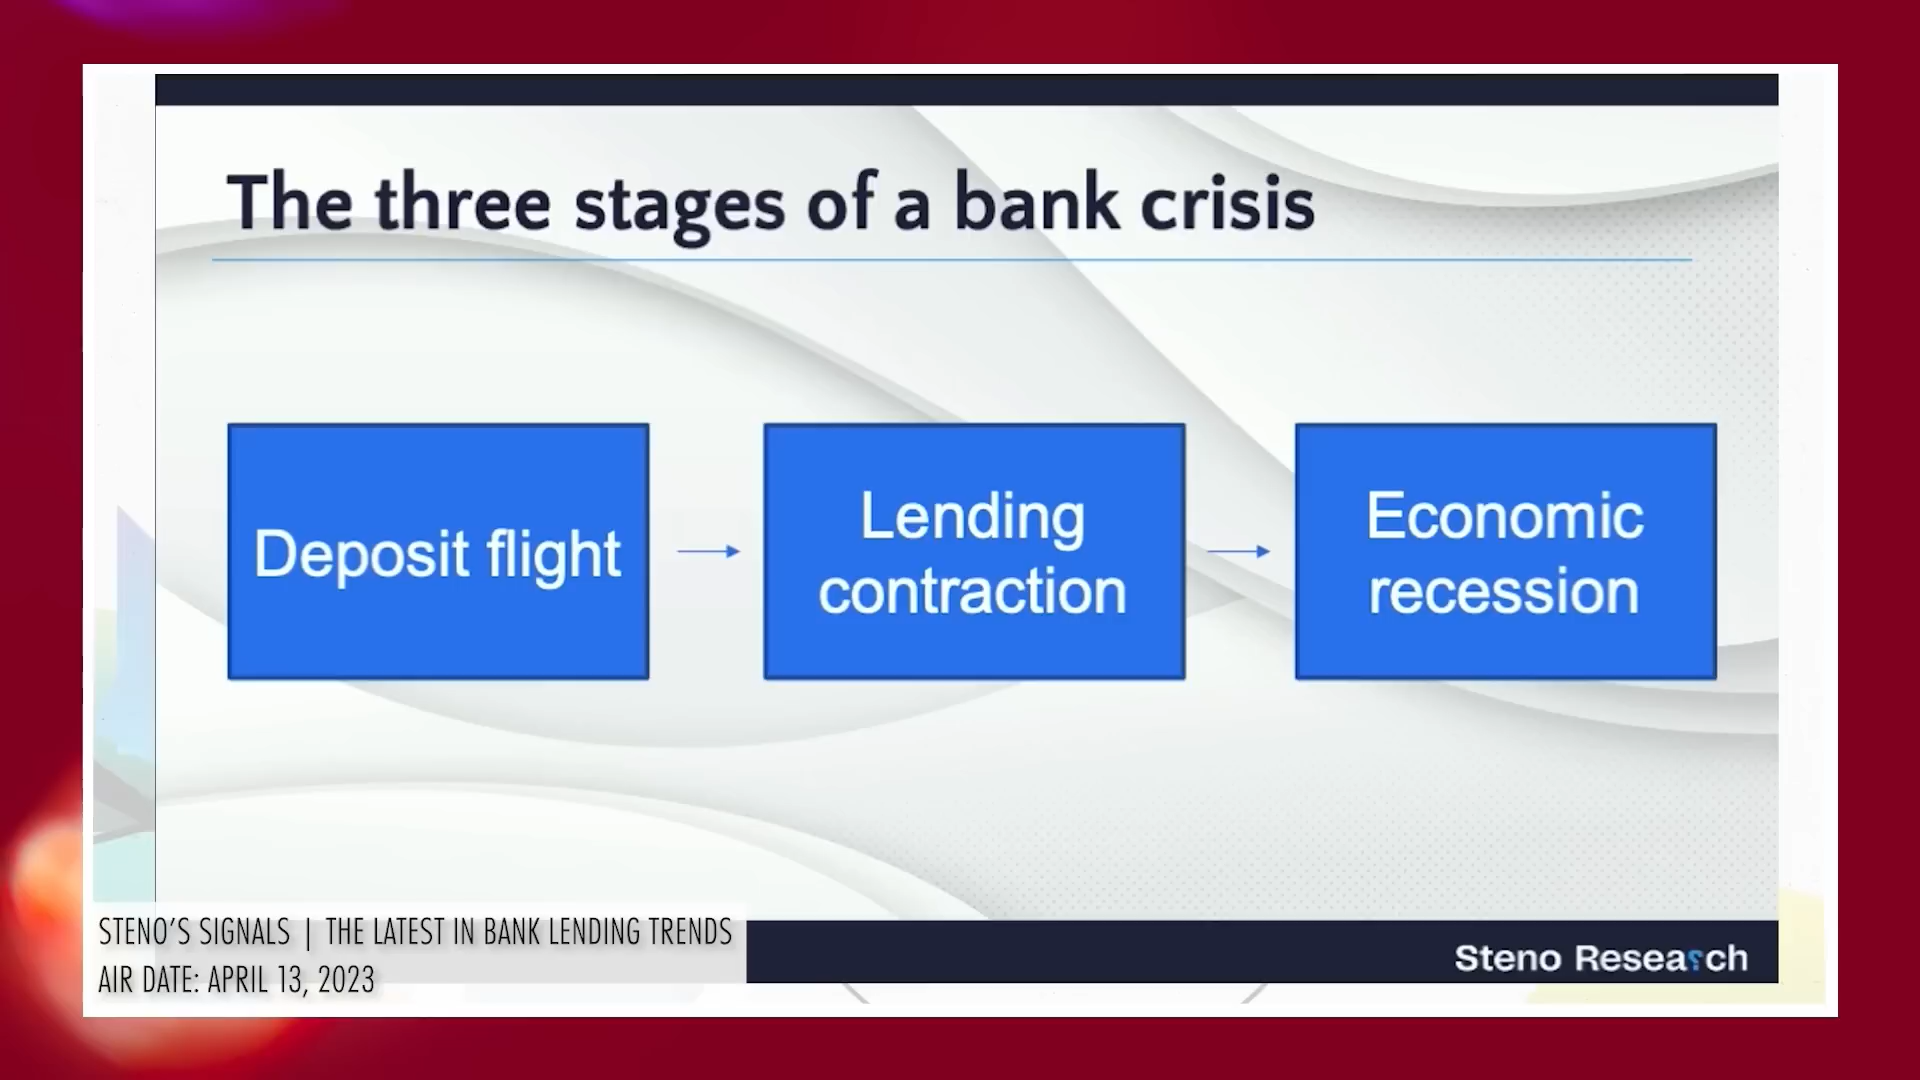 The three stages of a bank crisis
Deposit flight
Lending
contraction
Economic
recession
STENO'S SIGNALS | THE LATEST IN BANK LENDING TRENDS
AIR DATE: APRIL 13, 2023
Steno Research